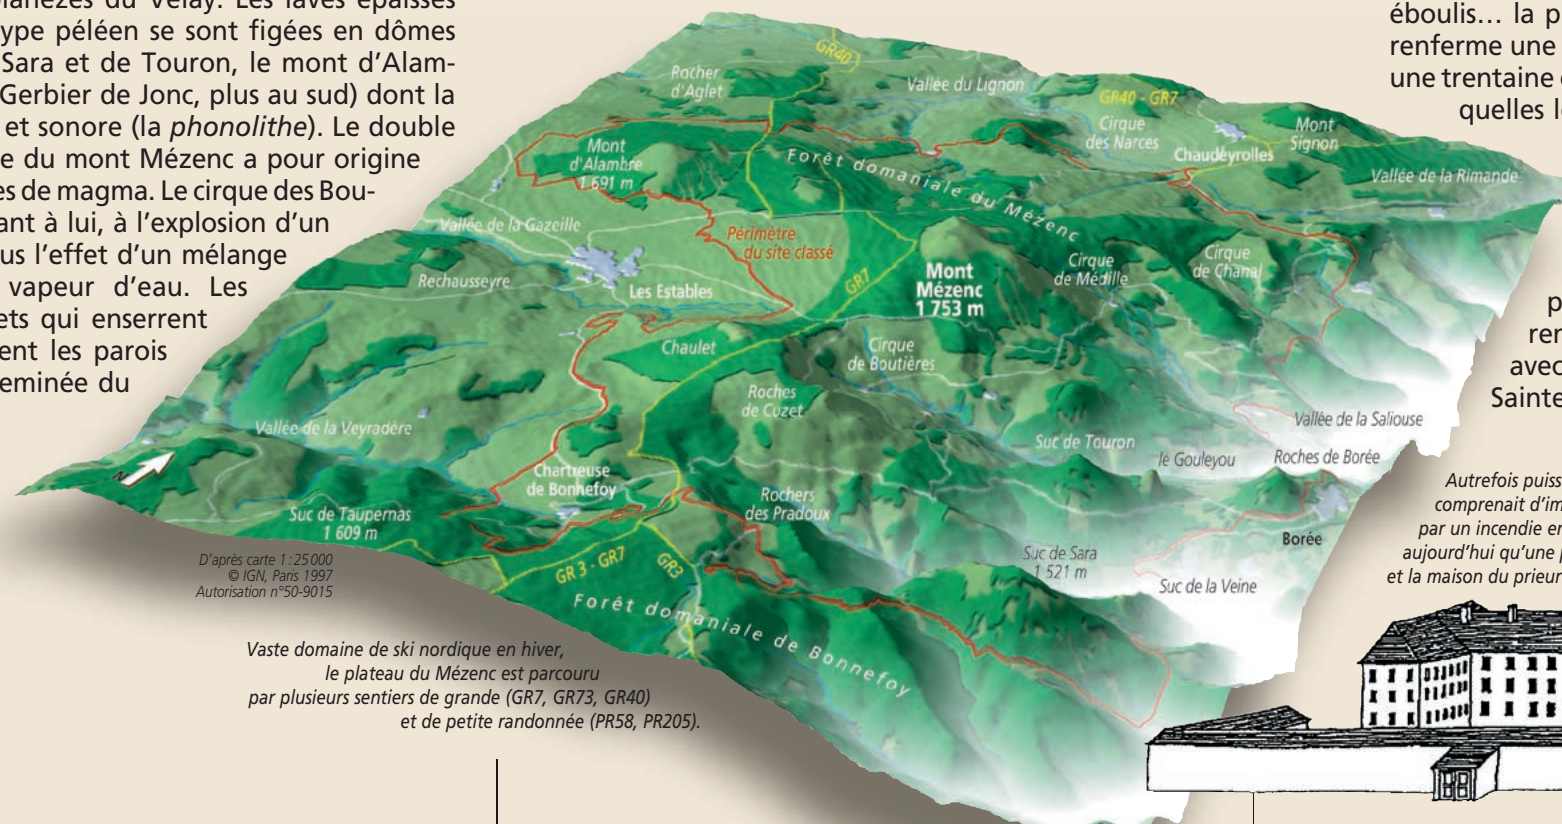 planèzes du Velay. Les laves épaisses
ype péléen se sont figées en dômes
Sara et de Touron, le mont d'Alam-
Gerbier de Jonc, plus au sud) dont la
et sonore (la phonolithe). Le double
e du mont Mézenc a pour origine
es de magma. Le cirque des Bou-
ant à lui, à l'explosion d'un
us l'effet d'un mélange
vapeur d'eau. Les
ets qui enserrent
ent les parois
eminée du
éboulis... la p
renferme une
une trentaine
quelles l
p
ren
avec
Sainte
GR40
Rocher
d'Aglet
Vallée du Lignon
GR40 - GR7
Cirque
des Narces
Mont
Signon
Chaudeyrolles
Mont
d'Alambre
1 691 m
Forêt domaniale du Mézenc
Vallée de la Rimande
Vallée de la Gazeille
Périmètre
du site classé
Rechausseyre
Les Estables
GR7
Mont
Mézenc
1 753 m
Cirque
de Médille
Cirque
de Chanal
Chaulet
Cirque
de Boutières
Roches
de Cuzet
Vallée de la Veyradère
Suc de Touron
Vallée de la Saliouse
le Gouleyou
Roches de Borée
N
Chartreuse
de Bonnefoy
Rochers
des Pradoux
Suc de Taupernas
1 609 m
Borée
Suc de Sara
1 521 m
Suc de la Veine
GR 3 - GR7
GR3
Forêt domaniale de Bonnefoy
D'après carte 1 : 25 000
© IGN, Paris 1997
Autorisation n°50-9015
Vaste domaine de ski nordique en hiver,
le plateau du Mézenc est parcouru
par plusieurs sentiers de grande (GR7, GR73, GR40)
et de petite randonnée (PR58, PR205).
Autrefois puiss
comprenait d'im
par un incendie en
aujourd'hui qu'une
et la maison du prieur